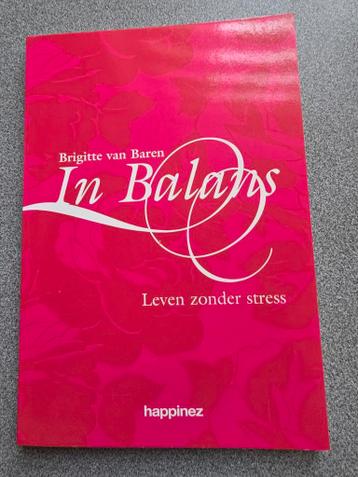 Brigitte van Baren
In Balans
Leven zonder stress
happinez